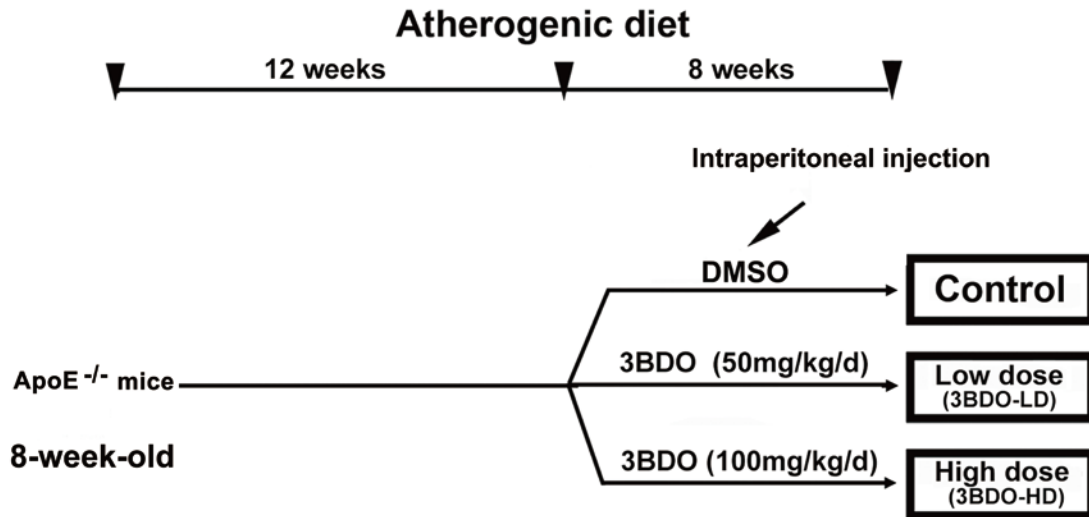 Atherogenic diet
12 weeks
8 weeks
Intraperitoneal injection
DMSO
Control
ApoE -/- mice
3BDO (50mg/kg/d)
Low dose
(3BDO-LD)
8-week-old
3BDO (100mg/kg/d)
High dose
(3BDO-HD)